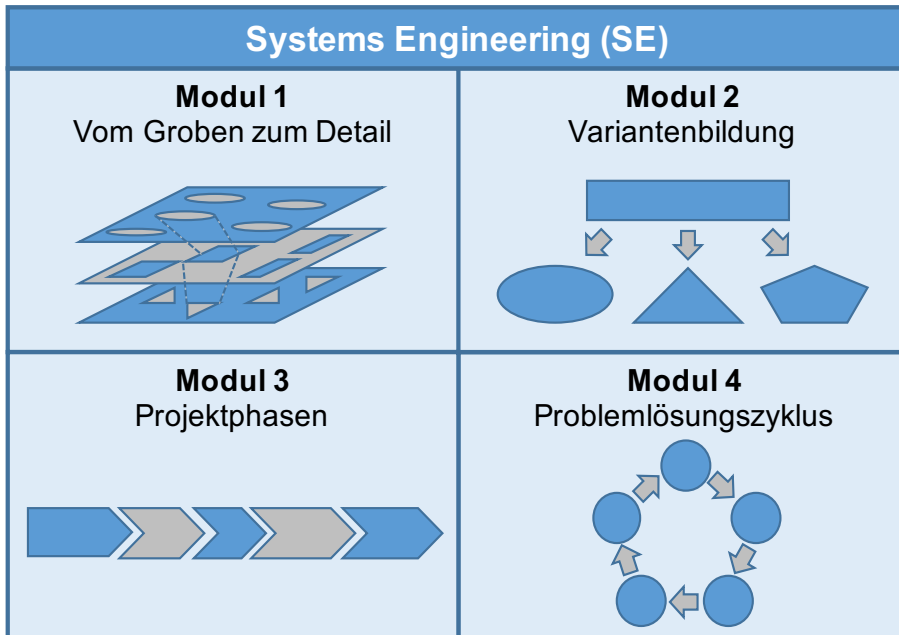 Systems Engineering (SE)
Modul 1
Vom Groben zum Detail
Modul 2
Variantenbildung
Modul 3
Projektphasen
Modul 4
Problemlösungszyklus